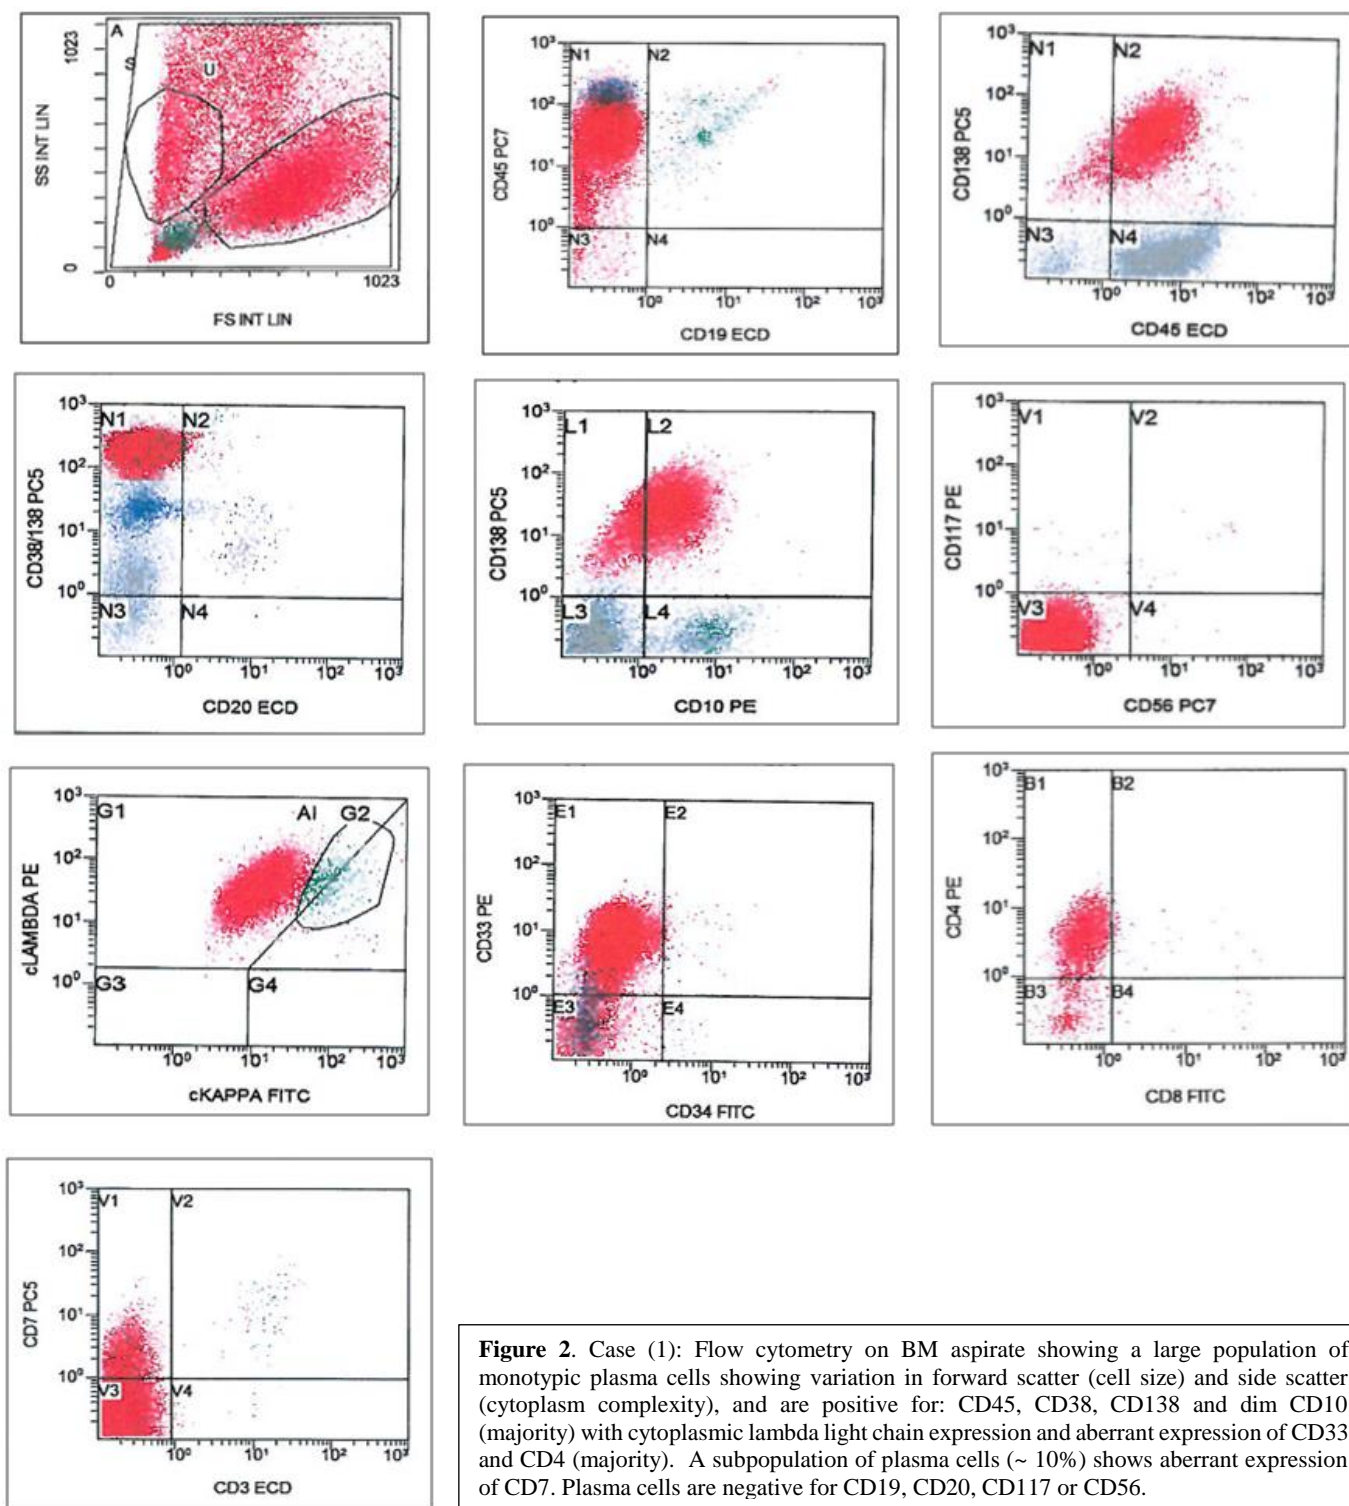 A
S
U
1023
0
SS INT LIN
0
1023
FS INT LIN
N1
N2
N3
N4
10³
10²
10¹
10⁰
CD45 PC7
10⁰
10¹
10²
10³
CD19 ECD
N1
N2
N3
N4
10³
10²
10¹
10⁰
CD138 PC5
10⁰
10¹
10²
10³
CD45 ECD
N1
N2
N3
N4
10³
10²
10¹
10⁰
CD38/138 PC5
10⁰
10¹
10²
10³
CD20 ECD
L1
L2
L3
L4
10³
10²
10¹
10⁰
CD138 PC5
10⁰
10¹
10²
10³
CD10 PE
V1
V2
V3
V4
10³
10²
10¹
10⁰
CD117 PE
10⁰
10¹
10²
10³
CD56 PC7
G1
AI
G2
G3
G4
10³
10²
10¹
10⁰
cLAMBDA PE
10⁰
10¹
10²
10³
cKAPPA FITC
E1
E2
E3
E4
10³
10²
10¹
10⁰
CD33 PE
10⁰
10¹
10²
10³
CD34 FITC
B1
B2
B3
B4
10³
10²
10¹
10⁰
CD4 PE
10⁰
10¹
10²
10³
CD8 FITC
V1
V2
V3
V4
10³
10²
10¹
10⁰
CD7 PC5
10⁰
10¹
10²
10³
CD3 ECD
Figure 2. Case (1): Flow cytometry on BM aspirate showing a large population of
monotypic plasma cells showing variation in forward scatter (cell size) and side scatter
(cytoplasm complexity), and are positive for: CD45, CD38, CD138 and dim CD10
(majority) with cytoplasmic lambda light chain expression and aberrant expression of CD33
and CD4 (majority). A subpopulation of plasma cells (~ 10%) shows aberrant expression
of CD7. Plasma cells are negative for CD19, CD20, CD117 or CD56.